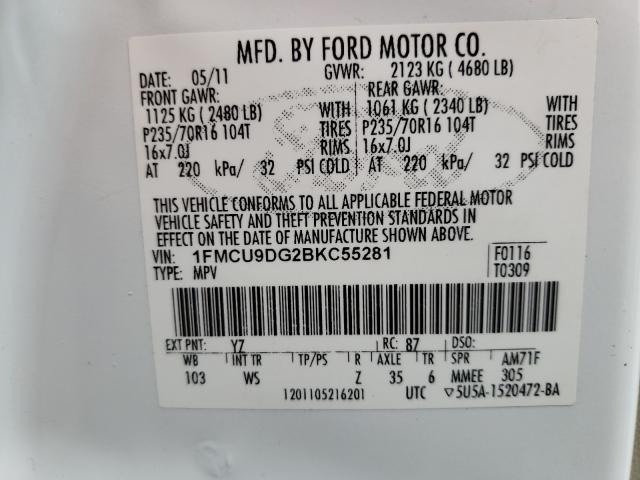 MFD. BY FORD MOTOR CO.
DATE: 05/11 GVWR: 2123 KG ( 4680 LB)
FRONT GAWR: REAR GAWR:
1125 KG ( 2480 LB) WITH 1061 KG ( 2340 LB) WITH
P235/70R16 104T TIRES P235/70R16 104T TIRES
16x7.0J RIMS 16x7.0J RIMS
AT 220 kPa/ 32 PSI COLD AT 220 kPa/ 32 PSI COLD
THIS VEHICLE CONFORMS TO ALL APPLICABLE FEDERAL MOTOR
VEHICLE SAFETY AND THEFT PREVENTION STANDARDS IN
EFFECT ON THE DATE OF MANUFACTURE SHOWN ABOVE.
VIN: 1FMCU9DG2BKC55281 F0116
TYPE: MPV T0309
EXT PNT: YZ RC: 87 DSO:
WB INT TR TP/PS R AXLE TR SPR AM71F
103 WS Z 35 6 MMEE 305
1201105216201 UTC ▽5U5A-1520472-BA